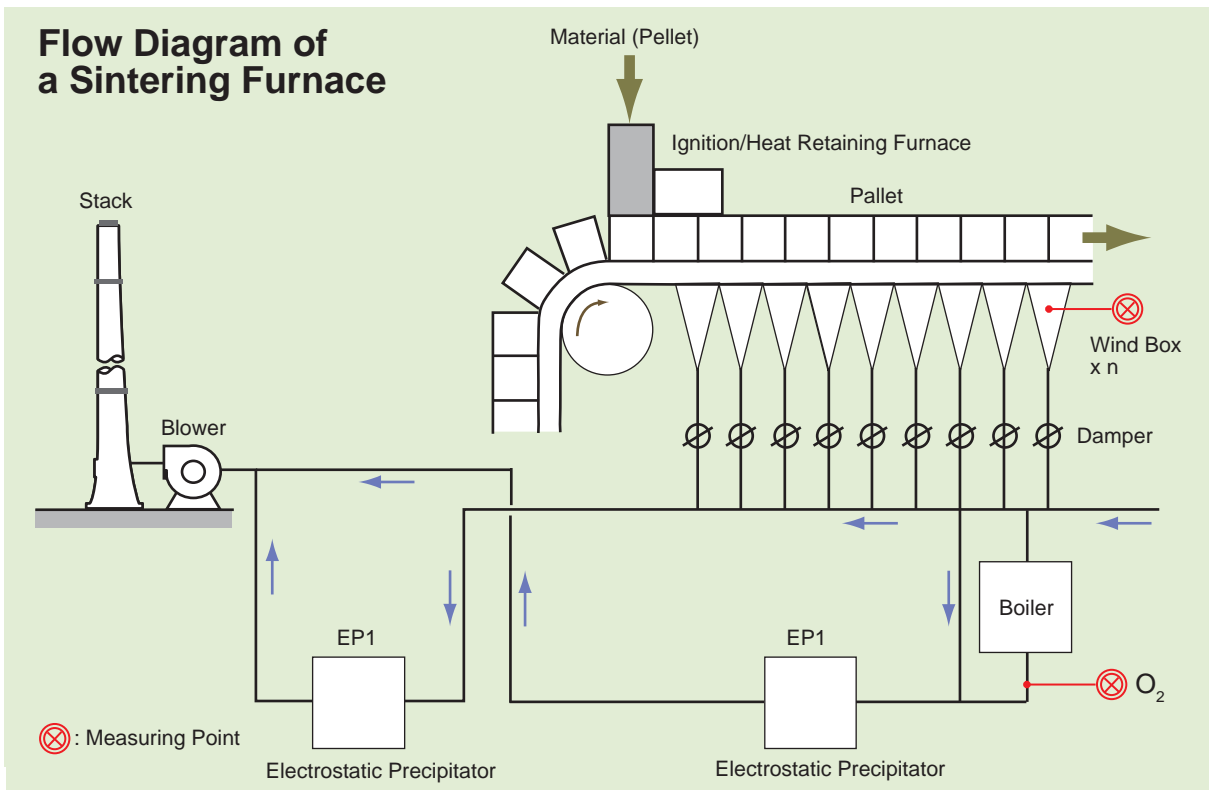 Flow Diagram of
a Sintering Furnace
Material (Pellet)
Ignition/Heat Retaining Furnace
Pallet
Stack
Wind Box
x n
Blower
Damper
Boiler
EP1
EP1
O2
: Measuring Point
Electrostatic Precipitator
Electrostatic Precipitator